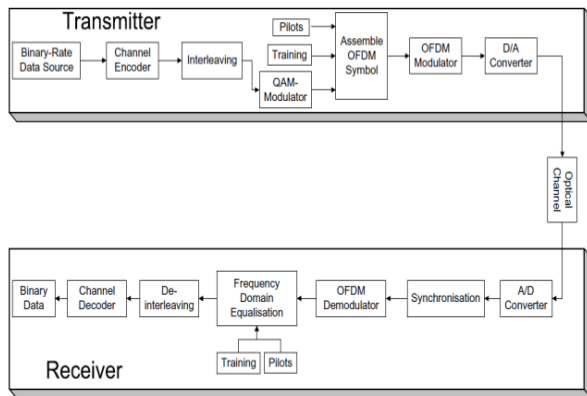 Transmitter
Pilots
Training
Binary-Rate
Data Source
Channel
Encoder
Interleaving
QAM-
Modulator
Assemble
OFDM
Symbol
OFDM
Modulator
D/A
Converter
Optical
Channel
Binary
Data
Channel
Decoder
De-
interleaving
Frequency
Domain
Equalisation
OFDM
Demodulator
Synchronisation
A/D
Converter
Training
Pilots
Receiver